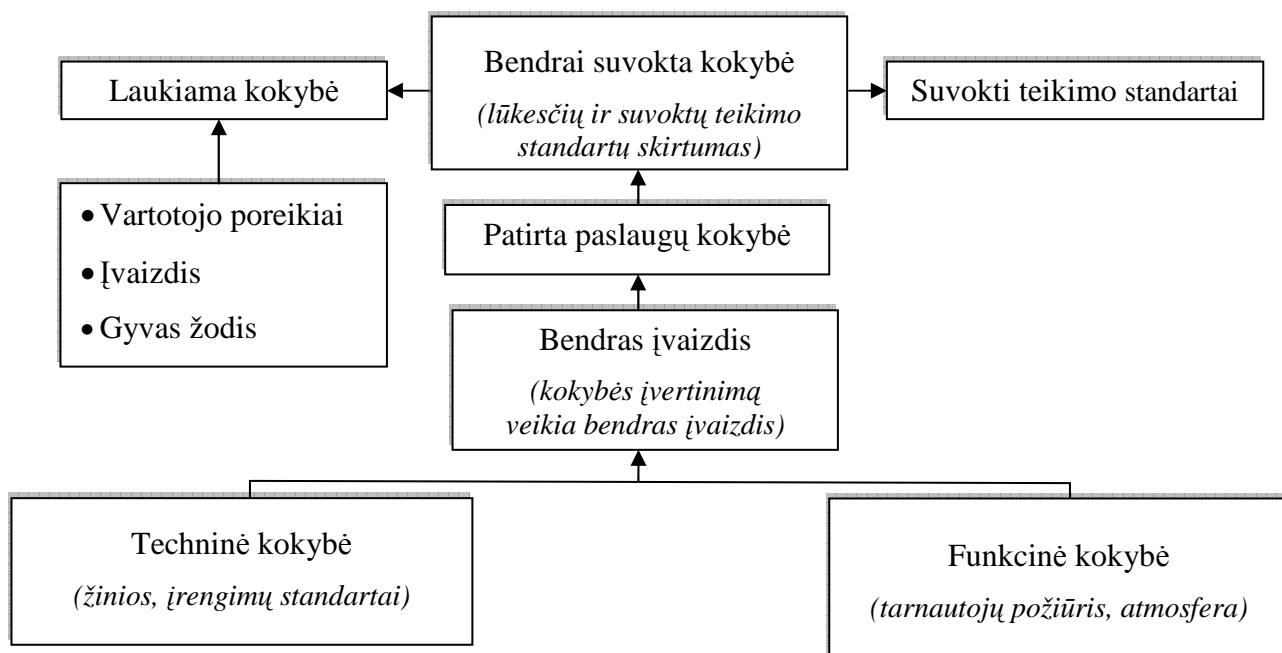 Laukiama kokybė
Bendrai suvokta kokybė
(lūkesčių ir suvoktų teikimo
standartų skirtumas)
Suvokti teikimo standartai
• Vartotojo poreikiai
• Įvaizdis
• Gyvas žodis
Patirta paslaugų kokybė
Bendras įvaizdis
(kokybės įvertinimą
veikia bendras įvaizdis)
Techninė kokybė
(žinios, įrengimų standartai)
Funkcinė kokybė
(tarnautojų požiūris, atmosfera)